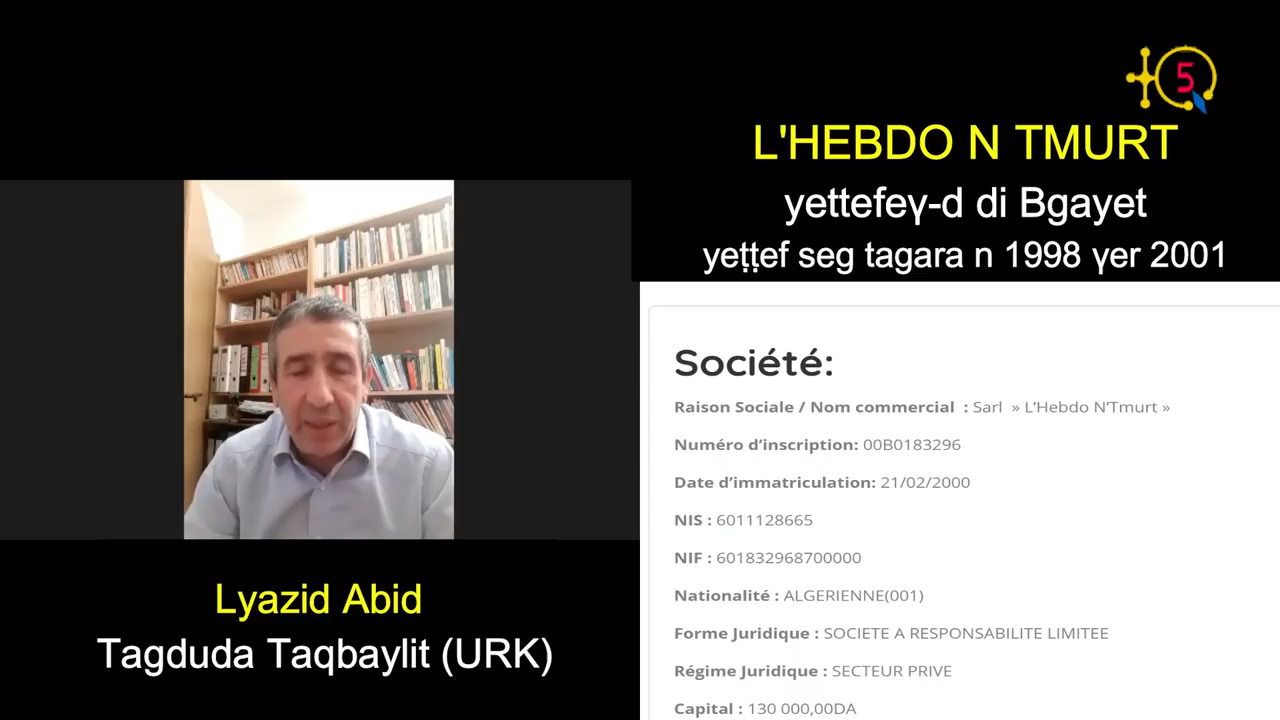 5
L'HEBDO N TMURT
yettefeɣ-d di Bgayet
yeṭṭef seg tagara n 1998 ɣer 2001
Société:
Raison Sociale / Nom commercial : Sarl » L'Hebdo N'Tmurt »
Numéro d'inscription: 00B0183296
Date d'immatriculation: 21/02/2000
NIS : 6011128665
NIF : 601832968700000
Nationalité : ALGERIENNE(001)
Forme Juridique : SOCIETE A RESPONSABILITE LIMITEE
Régime Juridique : SECTEUR PRIVE
Capital : 130 000,00DA
Lyazid Abid
Tagduda Taqbaylit (URK)